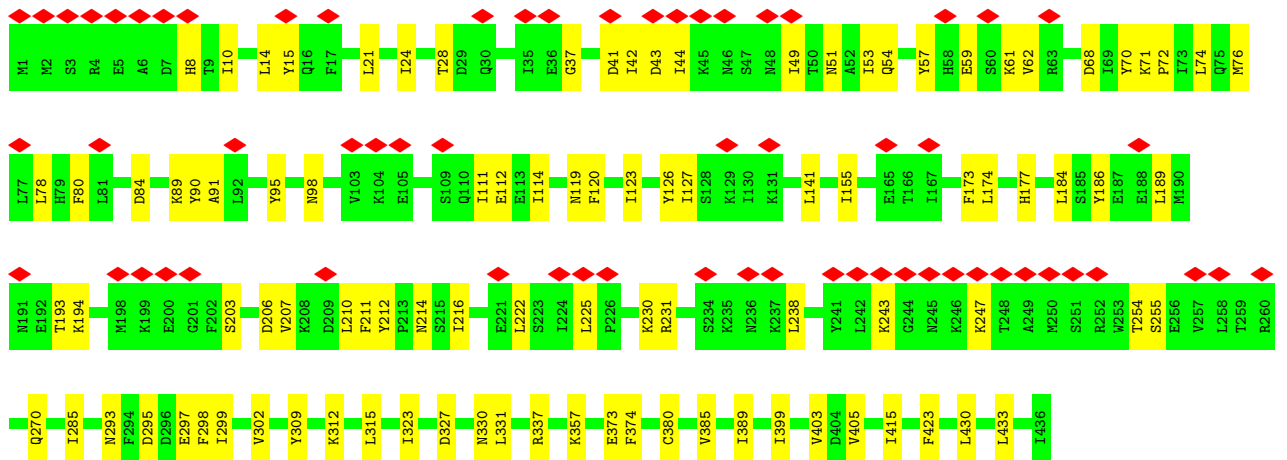 M1 M2 S3 R4 E5 A6 D7 H8 T9 I10 L14 Y15 Q16 F17 L21 I24 T28 D29 Q30 I35 E36 G37 D41 I42 D43 I44 K45 N46 S47 N48 I49 T50 N51 A52 I53 Q54 Y57 H58 E59 S60 K61 V62 R63 D68 I69 Y70 K71 P72 I73 L74 Q75 M76
L77 L78 H79 F80 L81 D84 K89 Y90 A91 L92 Y95 N98 V103 K104 E105 S109 Q110 I111 E112 E113 I114 N119 F120 I123 Y126 I127 S128 K129 I130 K131 L141 I155 E165 T166 I167 F173 L174 H177 L184 S185 Y186 E187 E188 L189 M190
N191 E192 T193 K194 M198 K199 E200 G201 F202 S203 D206 V207 K208 D209 L210 F211 Y212 P213 N214 S215 I216 E221 L222 S223 I224 L225 P226 K230 R231 S234 K235 N236 K237 L238 Y241 L242 K243 G244 N245 K246 K247 T248 A249 M250 S251 R252 W253 T254 S255 E256 V257 L258 T259 R260
Q270 I285 N293 F294 D295 D296 E297 F298 I299 V302 Y309 K312 L315 I323 D327 N330 L331 R337 K357 E373 F374 C380 V385 I389 I399 V403 D404 V405 I415 F423 L430 L433 I436